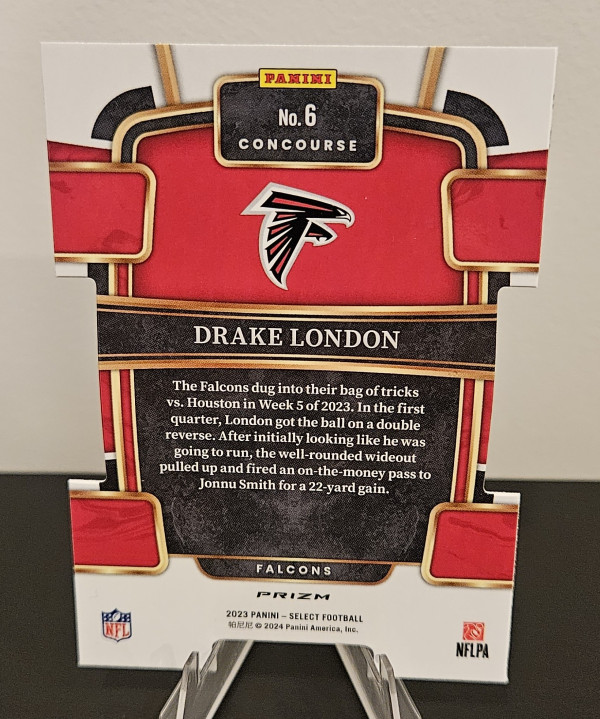 PANINI
No. 6
CONCOURSE
DRAKE LONDON
The Falcons dug into their bag of tricks
vs. Houston in Week 5 of 2023. In the first
quarter, London got the ball on a double
reverse. After initially looking like he was
going to run, the well-rounded wideout
pulled up and fired an on-the-money pass to
Jonnu Smith for a 22-yard gain.
FALCONS
PRIZM
2023 PANINI – SELECT FOOTBALL
帕尼尼 © 2024 Panini America, Inc.
NFL
NFLPA